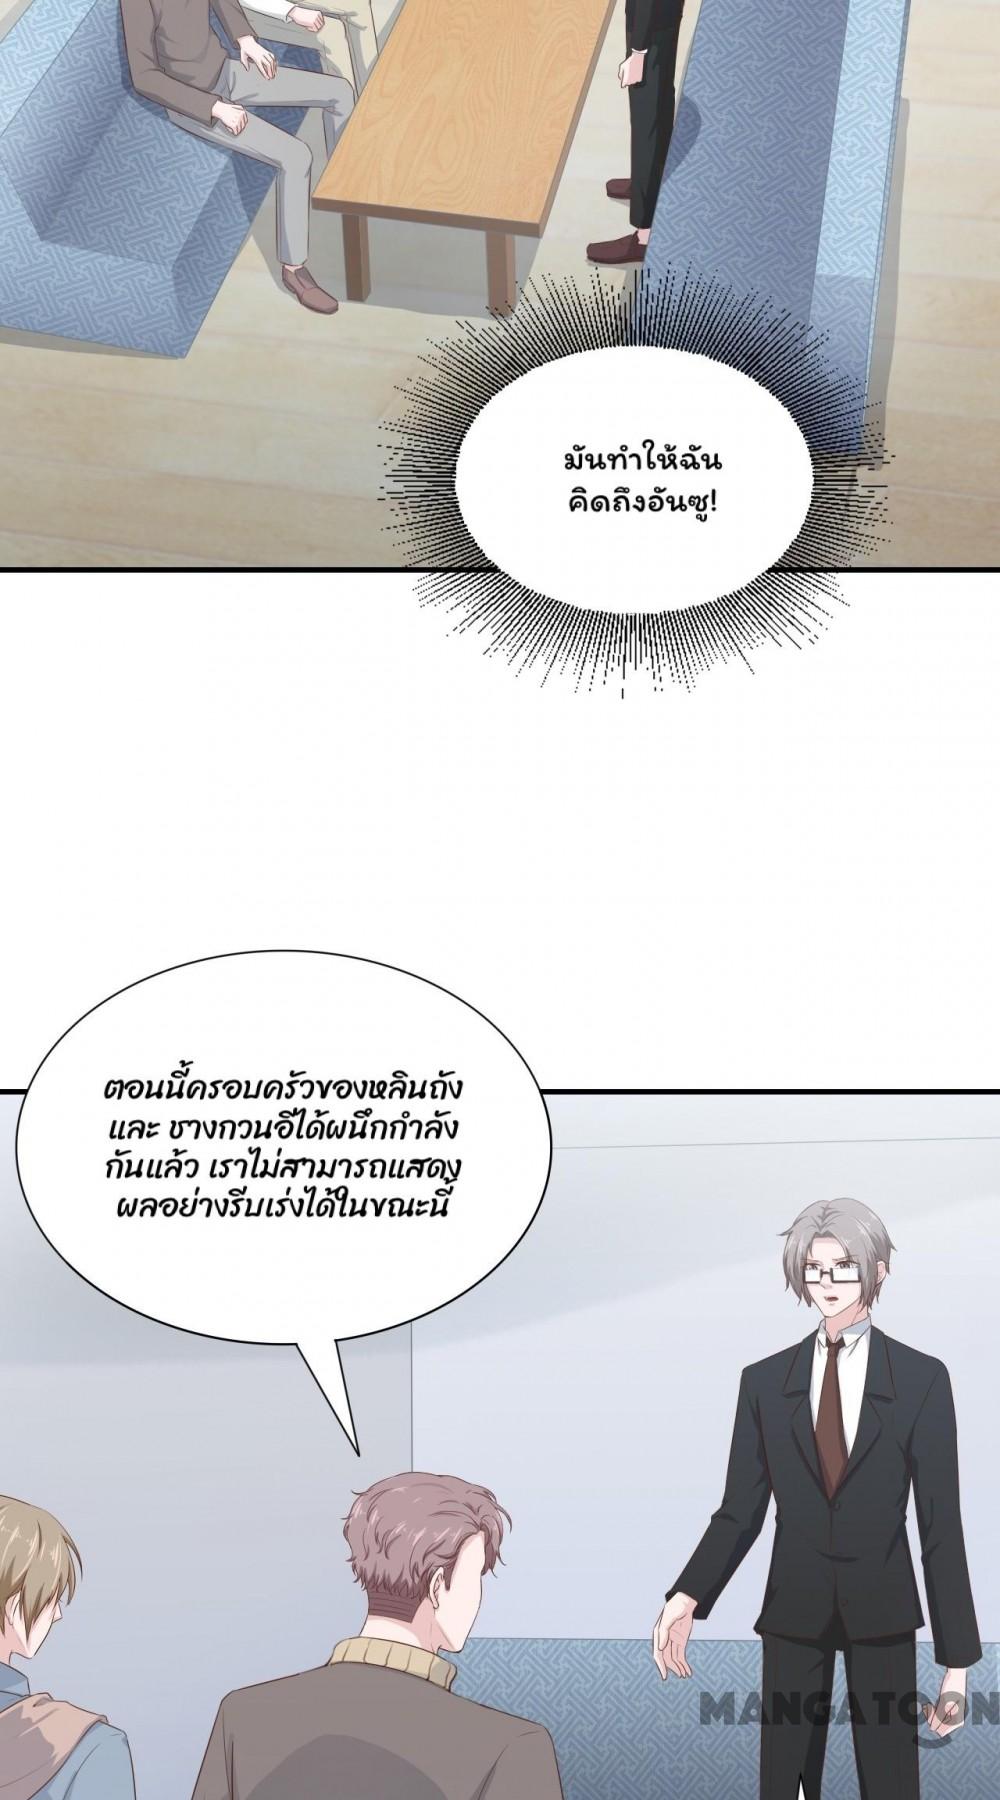 มันทำให้ฉัน
คิดถึงอันซู!
ตอนนี้ครอบครัวของหลินถัง
และ ชางกวนอีได้ผนึกกำลัง
กันแล้ว เราไม่สามารถแสดง
ผลอย่างรีบเร่งได้ในขณะนี้
MANGATOON